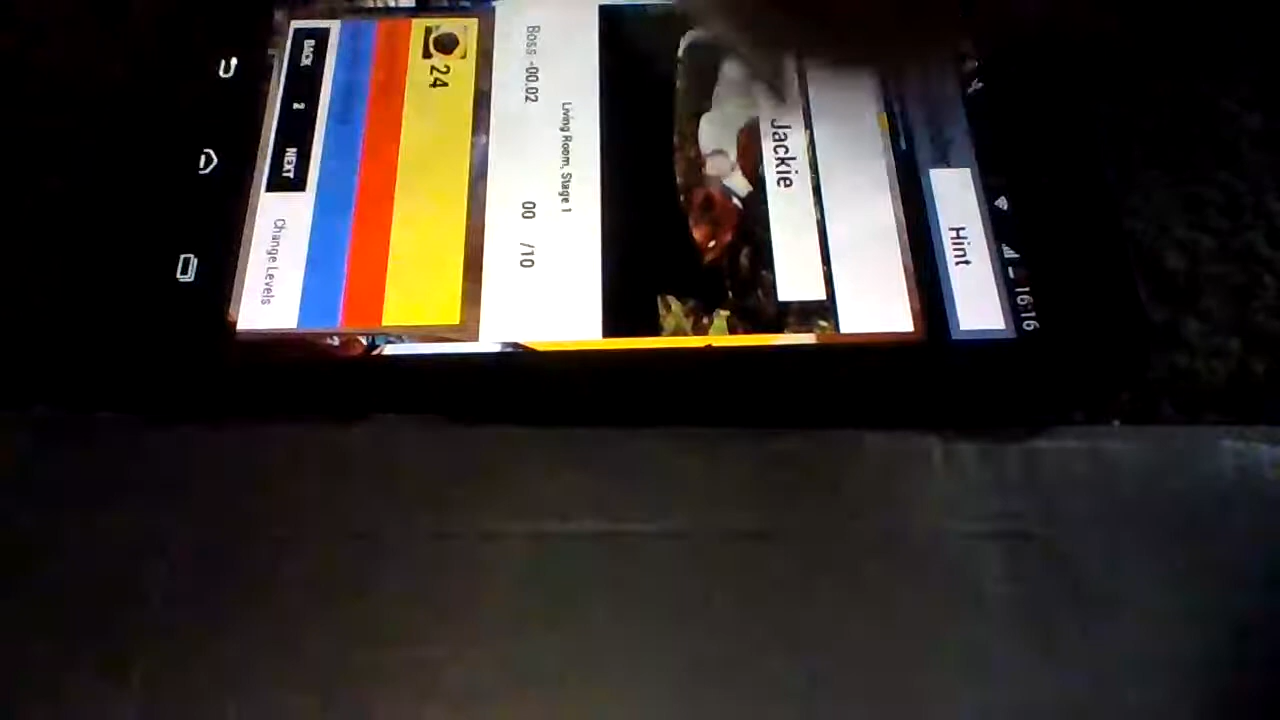 16:16
Hint
Jackie
Living Room, Stage 1
Boss -00.02 00 /10
24
BACK 2 NEXT Change Levels